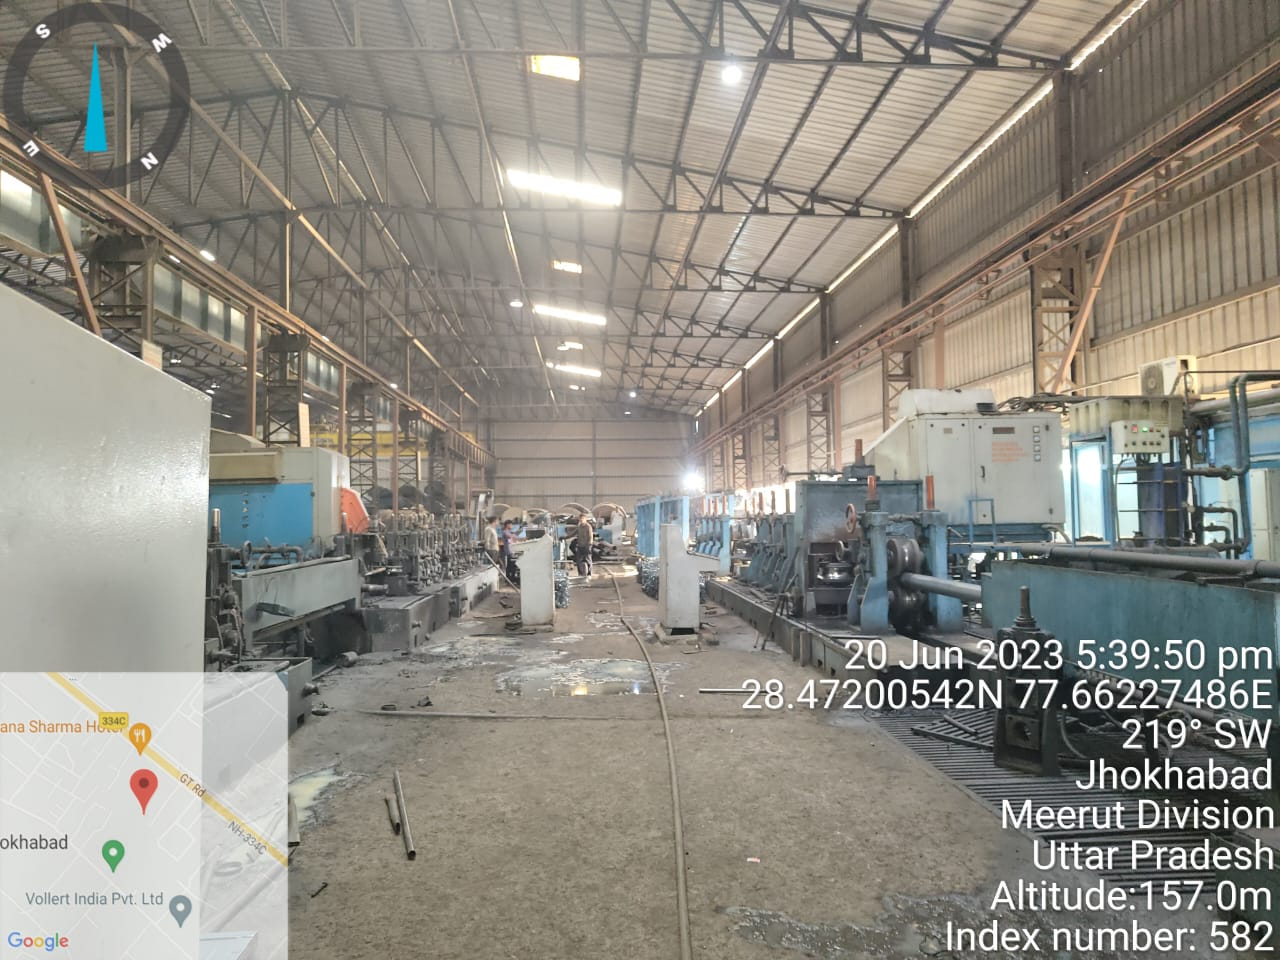 S
W
E
N
20 Jun 2023 5:39:50 pm
28.47200542N 77.66227486E
219° SW
Jhokhabad
Meerut Division
Uttar Pradesh
Altitude:157.0m
Index number: 582
ana Sharma Hotel
334C
GT Rd
NH-334C
okhabad
Vollert India Pvt. Ltd
Google